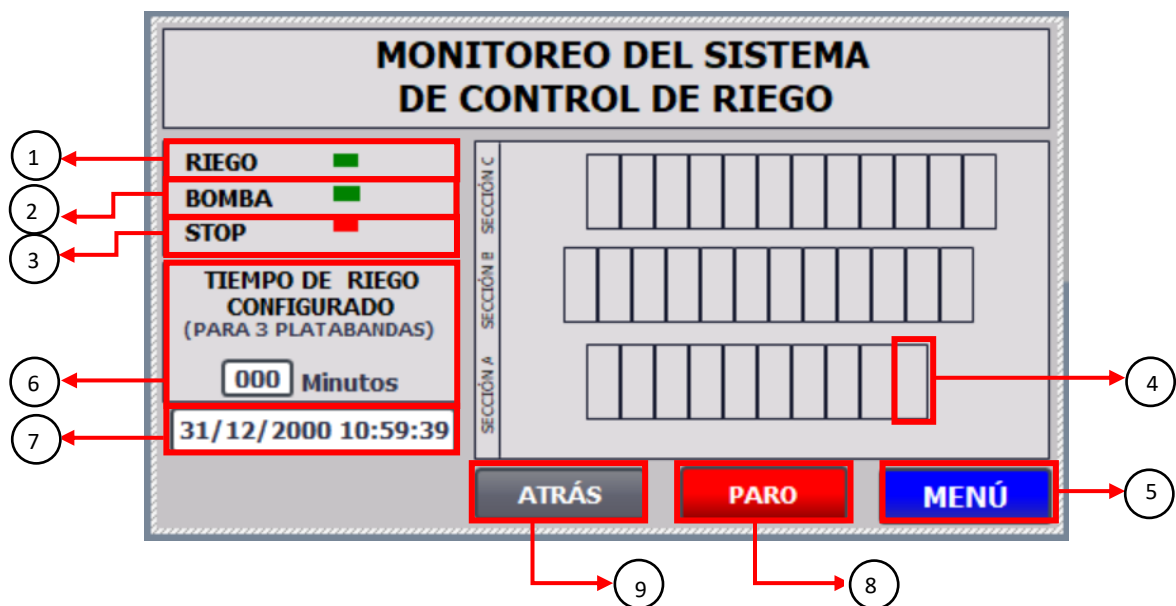 MONITOREO DEL SISTEMA
DE CONTROL DE RIEGO
1
RIEGO
2
BOMBA
3
STOP
TIEMPO DE RIEGO
CONFIGURADO
(PARA 3 PLATABANDAS)
6
000 Minutos
7
31/12/2000 10:59:39
SECCIÓN C
SECCIÓN B
SECCIÓN A
4
ATRÁS
PARO
MENÚ
5
9
8